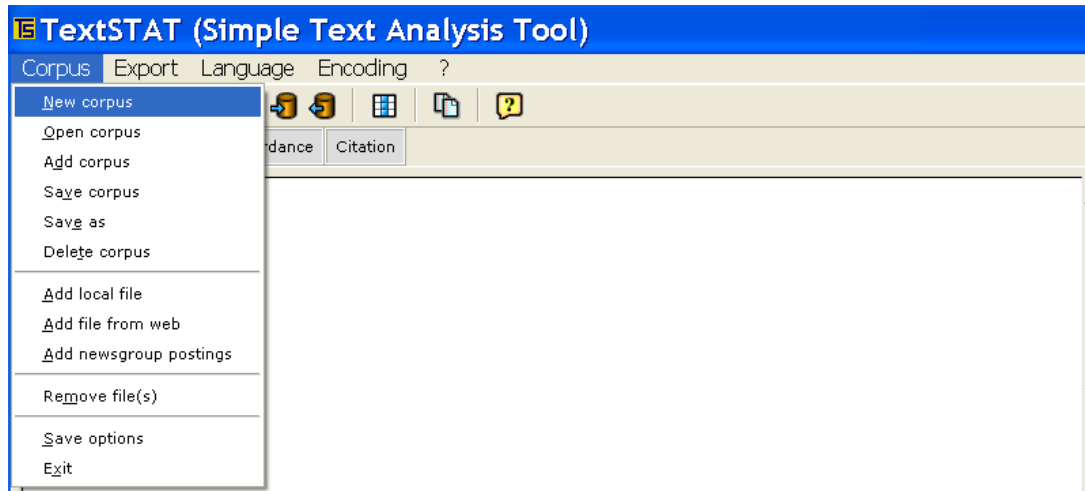 TextSTAT (Simple Text Analysis Tool)
Corpus Export Language Encoding ?
New corpus
Open corpus
Citation
Add corpus
Save corpus
Save as
Delete corpus
Add local file
Add file from web
Add newsgroup postings
Remove file(s)
Save options
Exit